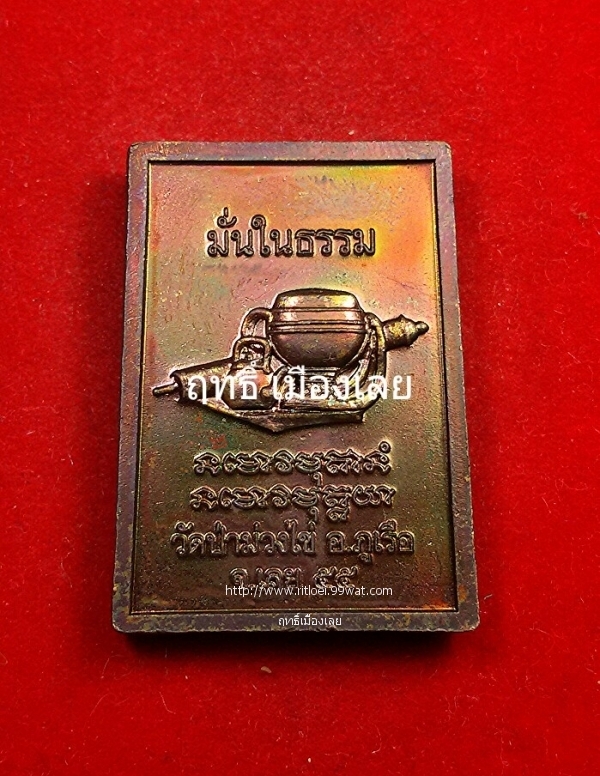 มั่นในธรรม
ฤทธิ์ เมืองเลย
วัดป่าม่วงไข่ อ.ภูเรือ
จ.เลย ๕๕
http://www.ritloei.99wat.com
ฤทธิ์เมืองเลย